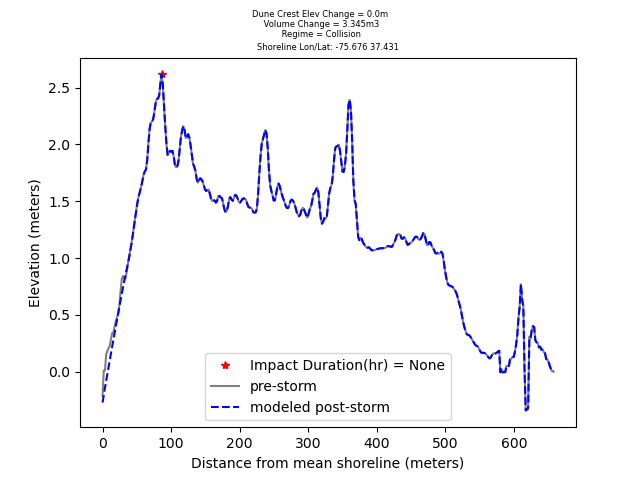 Dune Crest Elev Change = 0.0m
Volume Change = 3.345m3
Regime = Collision
Shoreline Lon/Lat: -75.676 37.431
Elevation (meters)
2.5
2.0
1.5
1.0
0.5
0.0
Impact Duration(hr) = None
pre-storm
modeled post-storm
0 100 200 300 400 500 600
Distance from mean shoreline (meters)